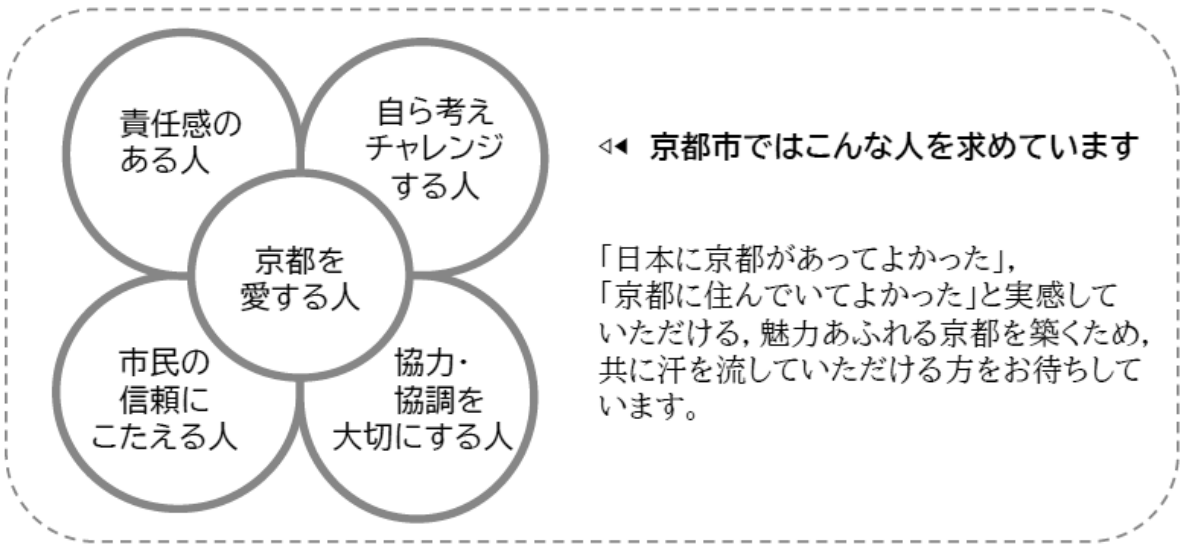 責任感の
ある人
自ら考え
チャレンジ
する人
京都を
愛する人
市民の
信頼に
こたえる人
協力・
協調を
大切にする人
京都市ではこんな人を求めています
「日本に京都があってよかった」,
「京都に住んでいてよかった」と実感して
いただける, 魅力あふれる京都を築くため,
共に汗を流していただける方をお待ちして
います。